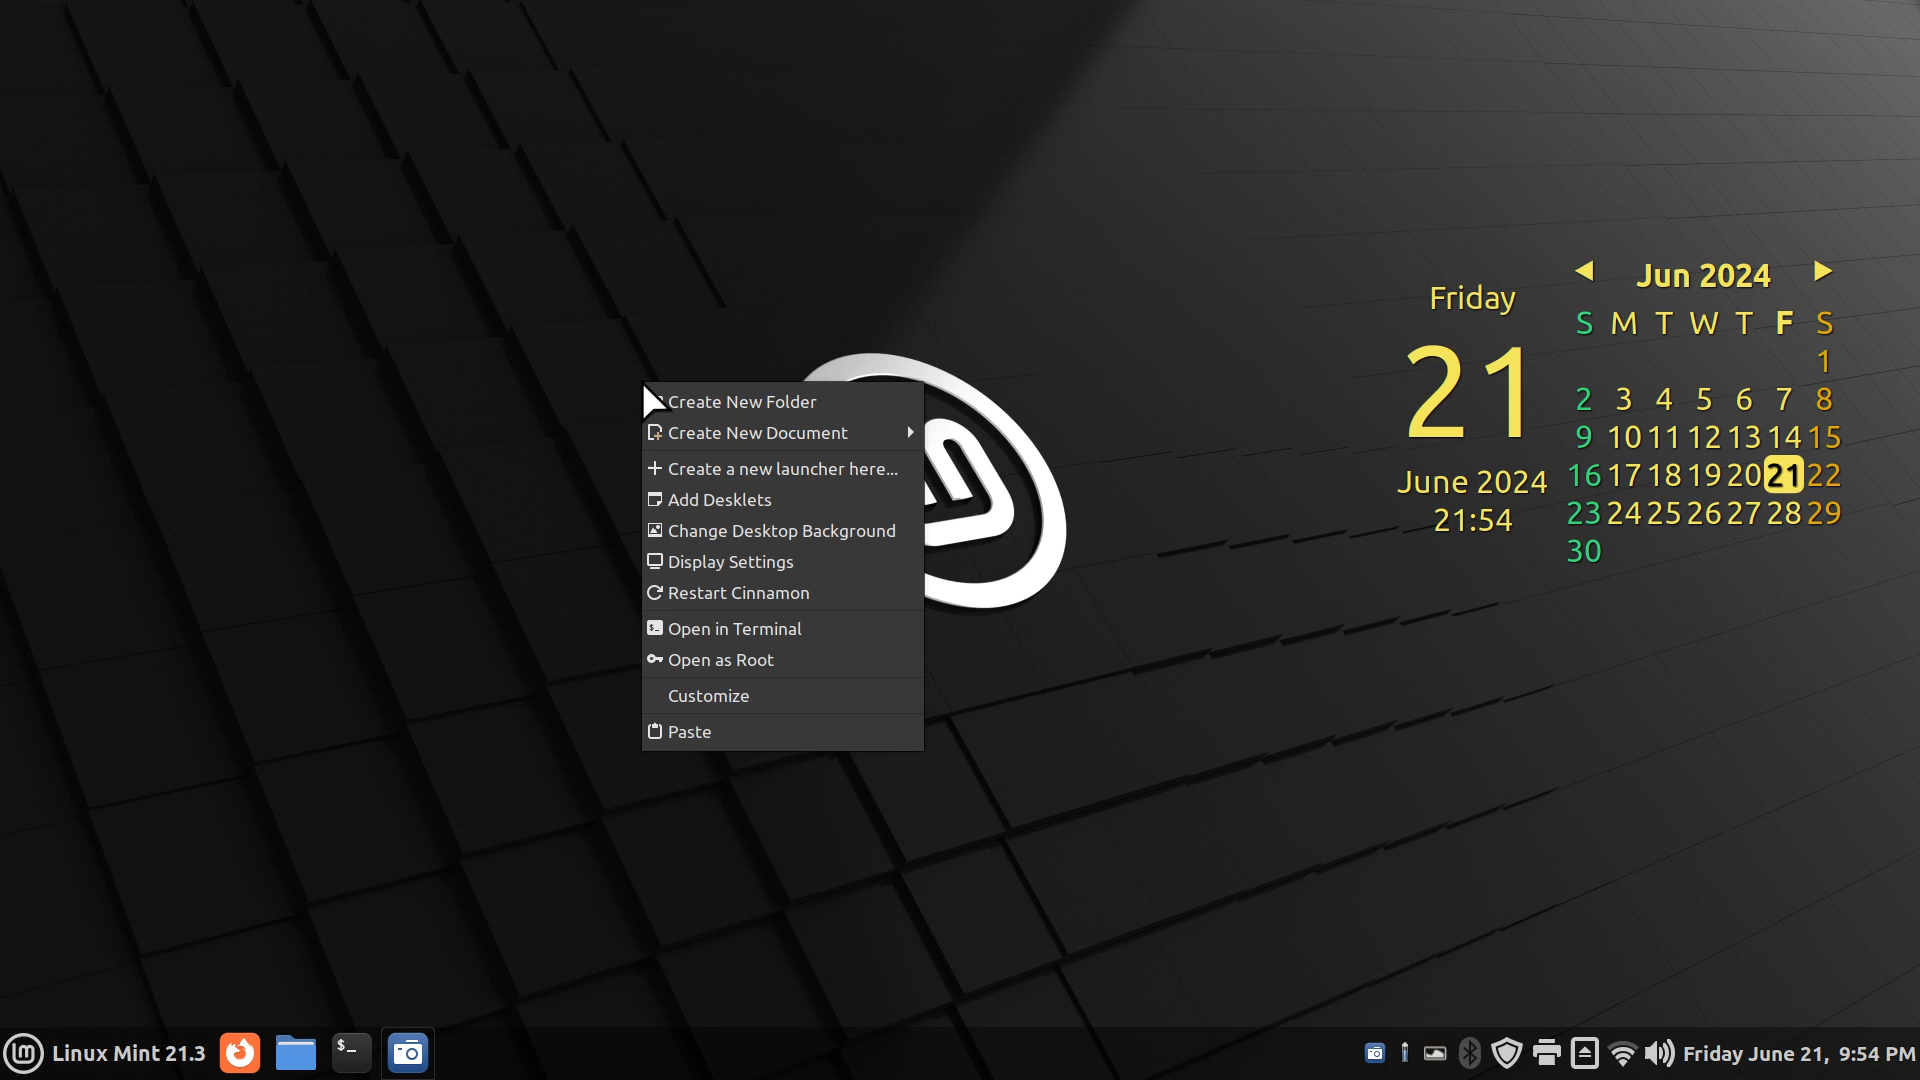 Create New Folder
Create New Document
Create a new launcher here...
Add Desklets
Change Desktop Background
Display Settings
Restart Cinnamon
Open in Terminal
Open as Root
Customize
Paste
Friday
21
June 2024
21:54
Jun 2024
S M T W T F S
1
2 3 4 5 6 7 8
9 10 11 12 13 14 15
16 17 18 19 20 21 22
23 24 25 26 27 28 29
30
Linux Mint 21.3
$_
Friday June 21, 9:54 PM